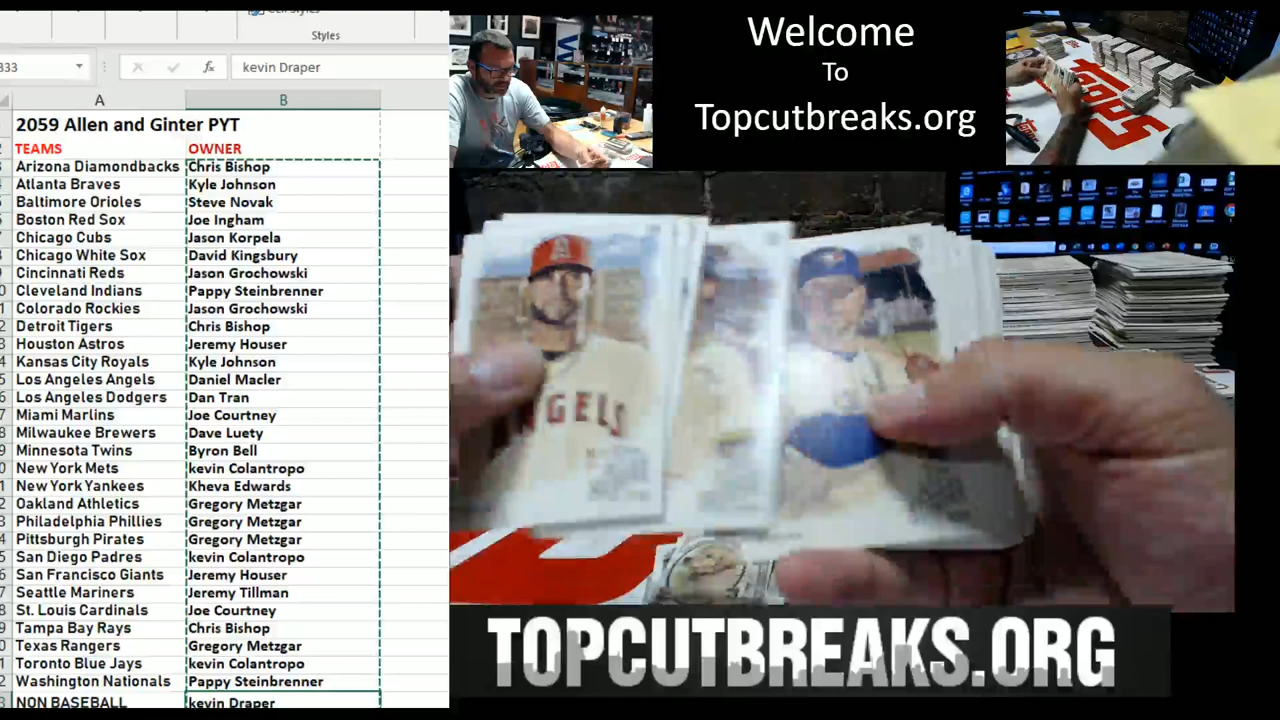 Styles
333
kevin Draper
A
B
2059 Allen and Ginter PYT
TEAMS OWNER
Arizona Diamondbacks Chris Bishop
Atlanta Braves Kyle Johnson
Baltimore Orioles Steve Novak
Boston Red Sox Joe Ingham
Chicago Cubs Jason Korpela
Chicago White Sox David Kingsbury
Cincinnati Reds Jason Grochowski
Cleveland Indians Pappy Steinbrenner
Colorado Rockies Jason Grochowski
Detroit Tigers Chris Bishop
Houston Astros Jeremy Houser
Kansas City Royals Kyle Johnson
Los Angeles Angels Daniel Macler
Los Angeles Dodgers Dan Tran
Miami Marlins Joe Courtney
Milwaukee Brewers Dave Luety
Minnesota Twins Byron Bell
New York Mets kevin Colantropo
New York Yankees Kheva Edwards
Oakland Athletics Gregory Metzgar
Philadelphia Phillies Gregory Metzgar
Pittsburgh Pirates Gregory Metzgar
San Diego Padres kevin Colantropo
San Francisco Giants Jeremy Houser
Seattle Mariners Jeremy Tillman
St. Louis Cardinals Joe Courtney
Tampa Bay Rays Chris Bishop
Texas Rangers Gregory Metzgar
Toronto Blue Jays kevin Colantropo
Washington Nationals Pappy Steinbrenner
NON BASEBALL kevin Draper
Welcome
To
Topcutbreaks.org
topps
ANGELS
TOPCUTBREAKS.ORG